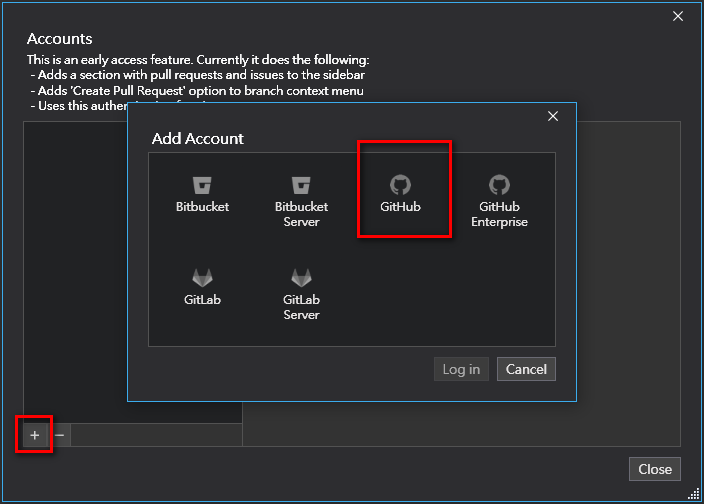 Accounts
This is an early access feature. Currently it does the following:
- Adds a section with pull requests and issues to the sidebar
- Adds 'Create Pull Request' option to branch context menu
- Uses this
Add Account
Bitbucket
Bitbucket
Server
GitHub
GitHub
Enterprise
GitLab
GitLab
Server
Log in
Cancel
+
−
Close